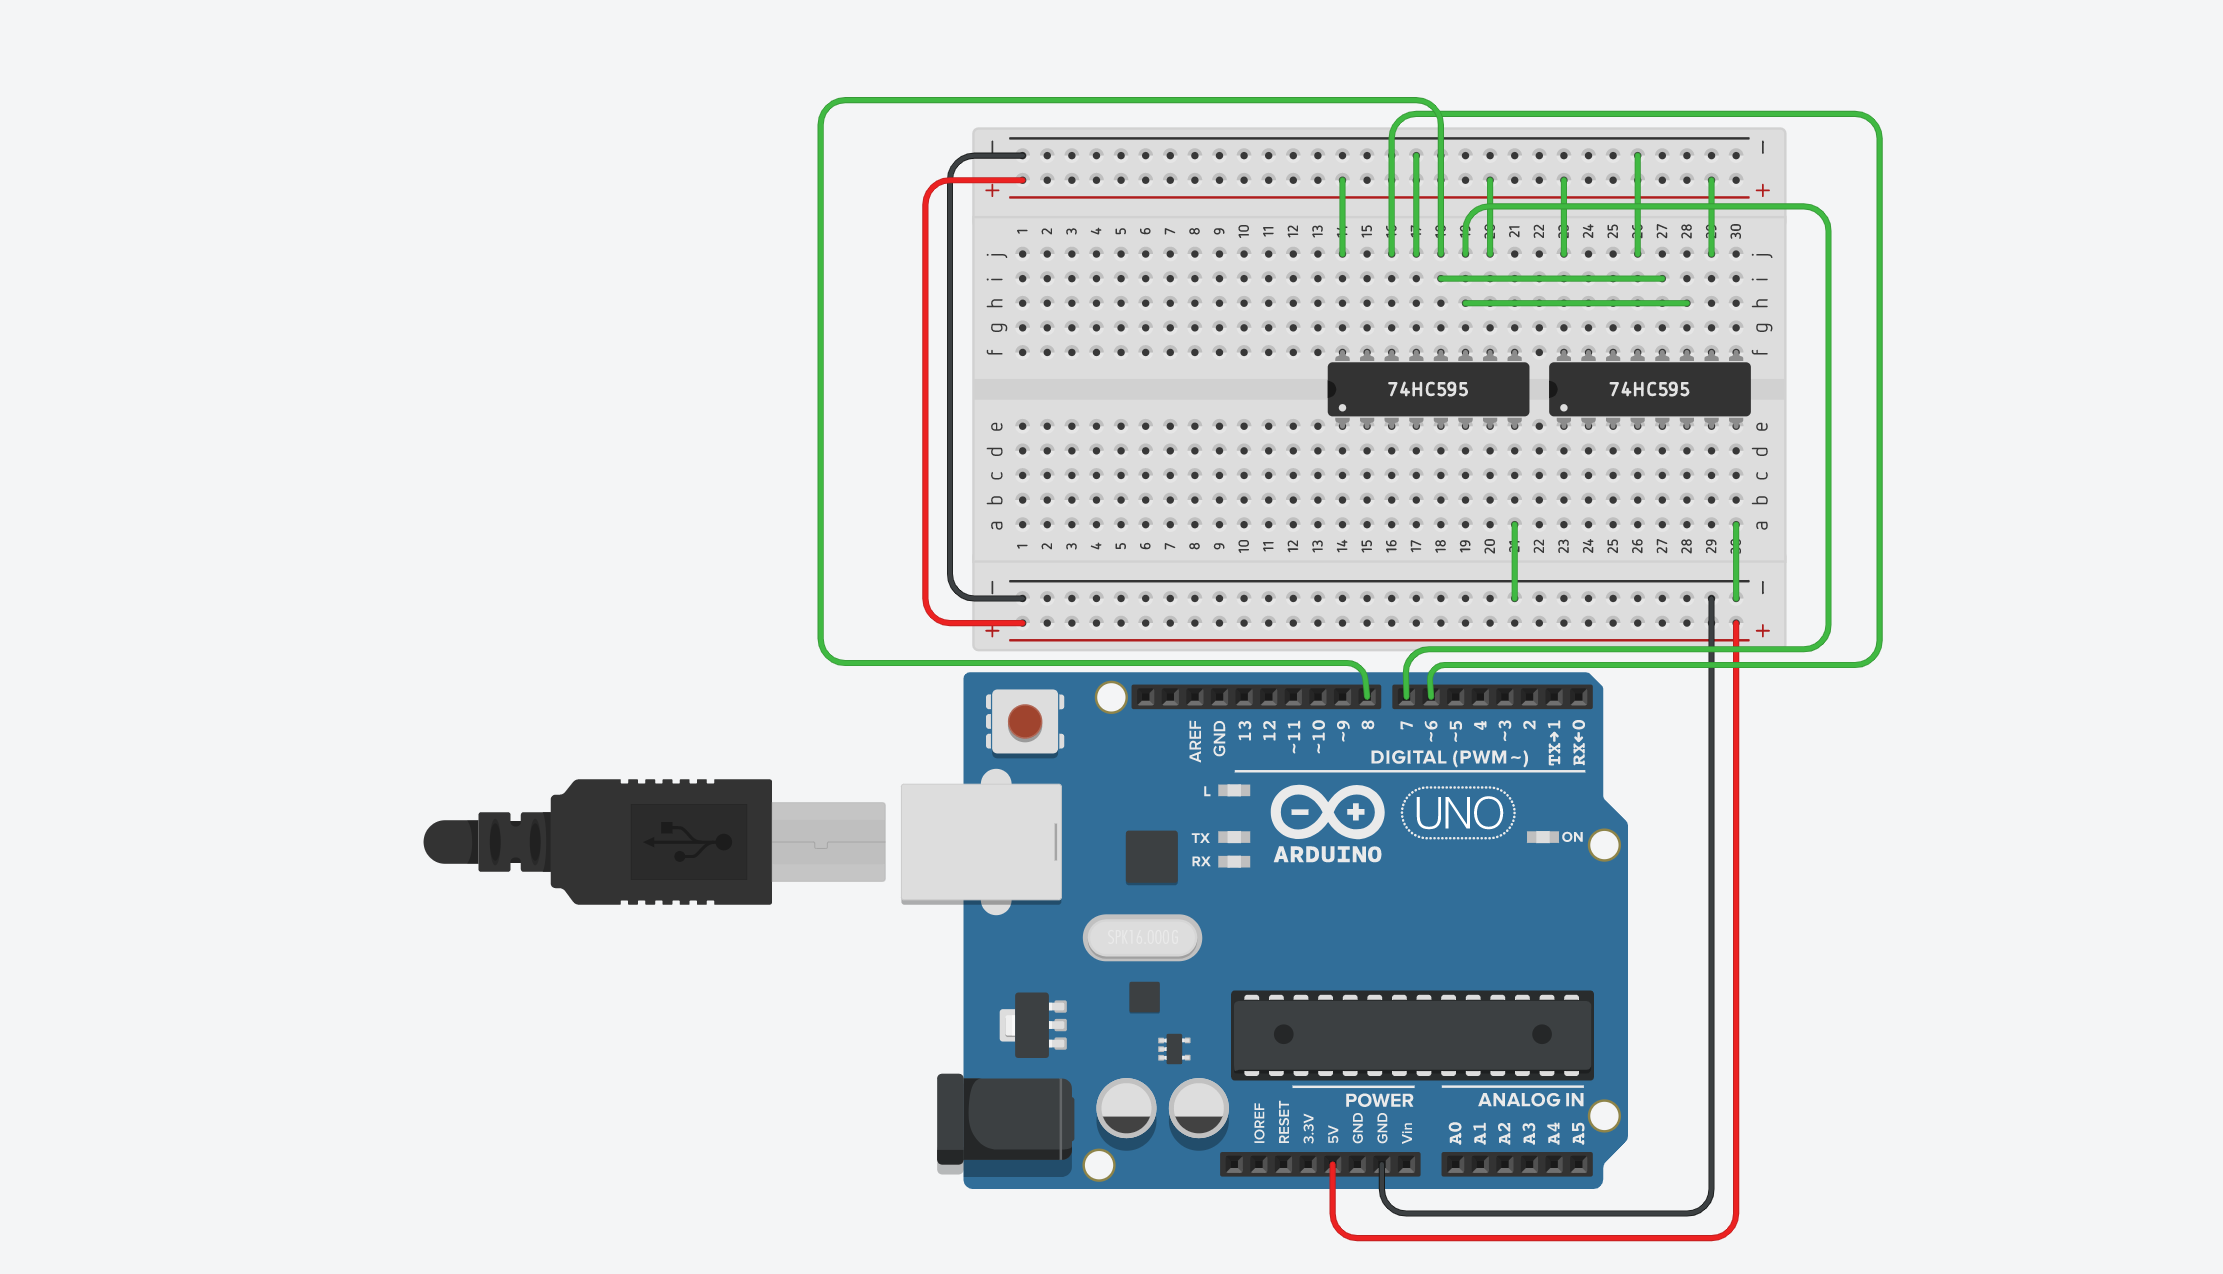 − −
+ +
1 2 3 4 5 6 7 8 9 10 11 12 13 14 15 16 17 18 19 20 21 22 23 24 25 26 27 28 29 30
j j
i i
h h
g g
f f
74HC595 74HC595
e e
d d
c c
b b
a a
1 2 3 4 5 6 7 8 9 10 11 12 13 14 15 16 17 18 19 20 21 22 23 24 25 26 27 28 29 30
− −
+ +
AREF GND 13 12 ~11 ~10 ~9 8 7 ~6 ~5 4 ~3 2 TX→1 RX←0
DIGITAL (PWM~)
L
TX
RX
UNO
ON
ARDUINO
SPK16.000G
POWER ANALOG IN
IOREF RESET 3.3V 5V GND GND Vin A0 A1 A2 A3 A4 A5